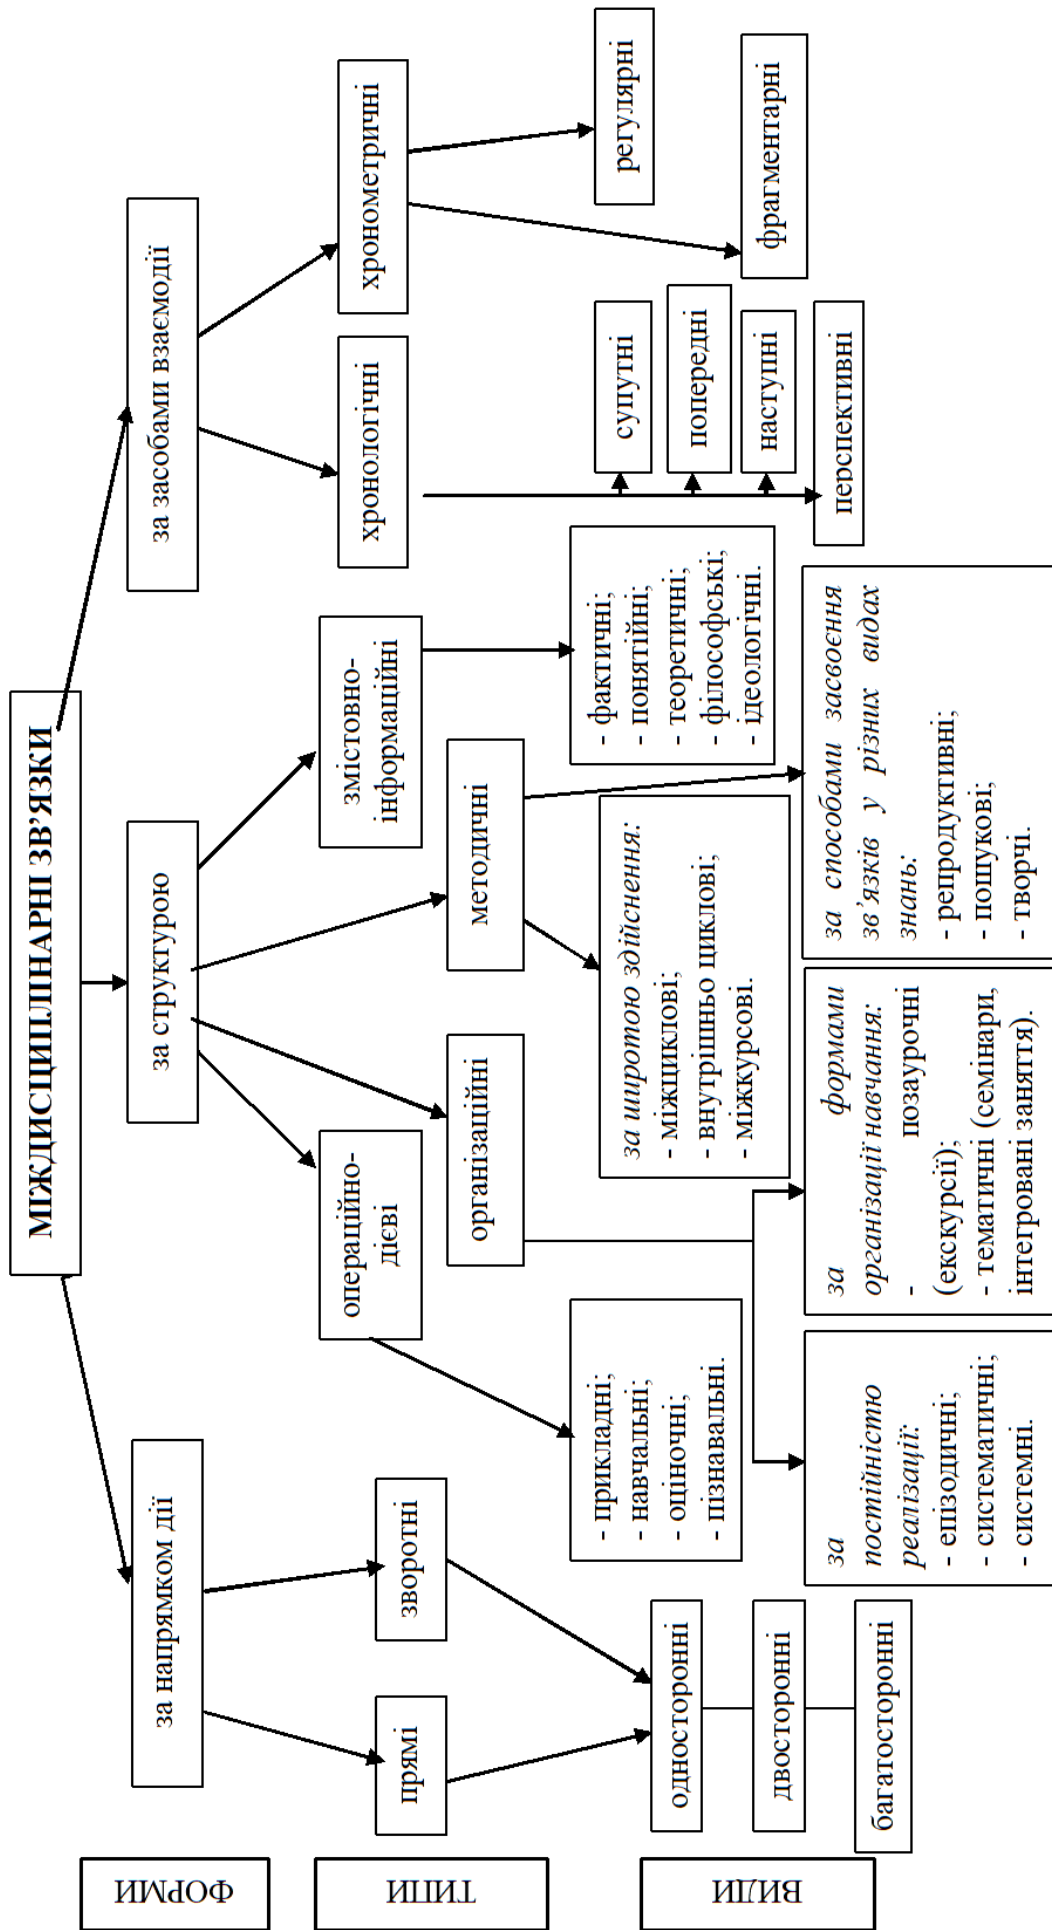 МІЖДИСЦИПЛІНАРНІ ЗВ’ЯЗКИ
ФОРМИ
за напрямком дії
за структурою
за засобами взаємодії
ТИПИ
прямі
зворотні
операційно-
дієві
організаційні
методичні
змістовно-
інформаційні
хронологічні
хронометричні
ВИДИ
односторонні
двосторонні
багатосторонні
- прикладні;
- навчальні;
- оціночні;
- пізнавальні.
за
постійністю
реалізації:
- епізодичні;
- систематичні;
- системні.
за формами
організації навчання:
- позаурочні
(екскурсії);
- тематичні (семінари,
інтегровані заняття).
за широтою здійснення:
- міжциклові;
- внутрішньо циклові;
- міжкурсові.
за способами засвоєння
зв’язків у різних видах
знань:
- репродуктивні;
- пошукові;
- творчі.
- фактичні;
- понятійні;
- теоретичні;
- філософські;
- ідеологічні.
супутні
попередні
наступні
перспективні
регулярні
фрагментарні